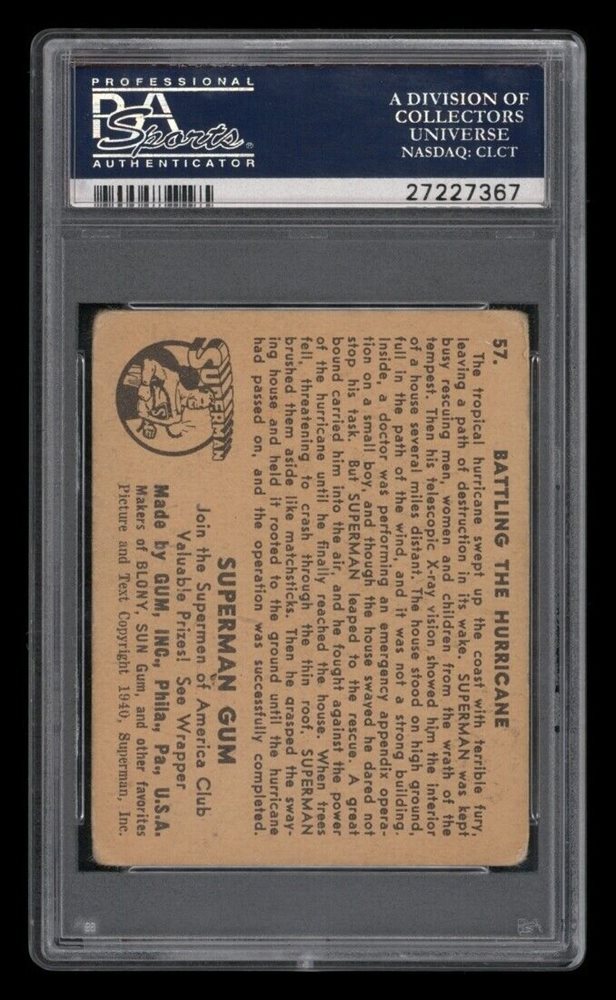 PROFESSIONAL
PSA
Sports®
AUTHENTICATOR
A DIVISION OF
COLLECTORS
UNIVERSE
NASDAQ: CLCT
27227367
57. BATTLING THE HURRICANE
The tropical hurricane swept up the coast with terrible fury,
leaving a path of destruction in its wake. SUPERMAN was kept
busy rescuing men, women and children from the wrath of the
tempest. Then his telescopic X-ray vision showed him the interior
of a house several miles distant. The house stood on high ground,
full in the path of the wind, and it was not a strong building.
Inside, a doctor was performing an emergency appendix opera-
tion on a small boy, and though the house swayed he dared not
stop his task. But SUPERMAN leaped to the rescue. A great
bound carried him into the air, and he fought against the power
of the hurricane until he finally reached the house. When trees
fell, threatening to crash through the thin roof, SUPERMAN
brushed them aside like matchsticks. Then he grasped the sway-
ing house and held it rooted to the ground until the hurricane
had passed on, and the operation was successfully completed.
SUPERMAN
SUPERMAN GUM
Join the Supermen of America Club
Valuable Prizes! See Wrapper
Made by GUM, INC., Phila., Pa., U.S.A.
Makers of BLONY, SUN Gum, and other favorites
Picture and Text Copyright 1940, Superman, Inc.